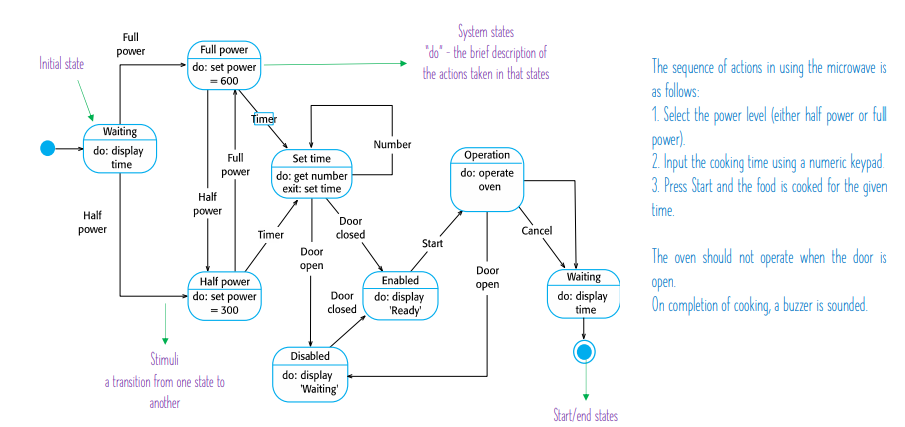 System states
"do" - the brief description of
the actions taken in that states
Initial state
Full
power
Full power
do: set power
= 600
Waiting
do: display
time
Timer
Number
Full
power
Set time
do: get number
exit: set time
Operation
do: operate
oven
Half
power
Half
power
Timer
Door
open
Door
closed
Start
Cancel
Door
open
Half power
do: set power
= 300
Door
closed
Enabled
do: display
'Ready'
Waiting
do: display
time
Disabled
do: display
'Waiting'
Stimuli
a transition from one state to
another
Start/end states
The sequence of actions in using the microwave is
as follows:
1. Select the power level (either half power or full
power).
2. Input the cooking time using a numeric keypad.
3. Press Start and the food is cooked for the given
time.
The oven should not operate when the door is
open.
On completion of cooking, a buzzer is sounded.